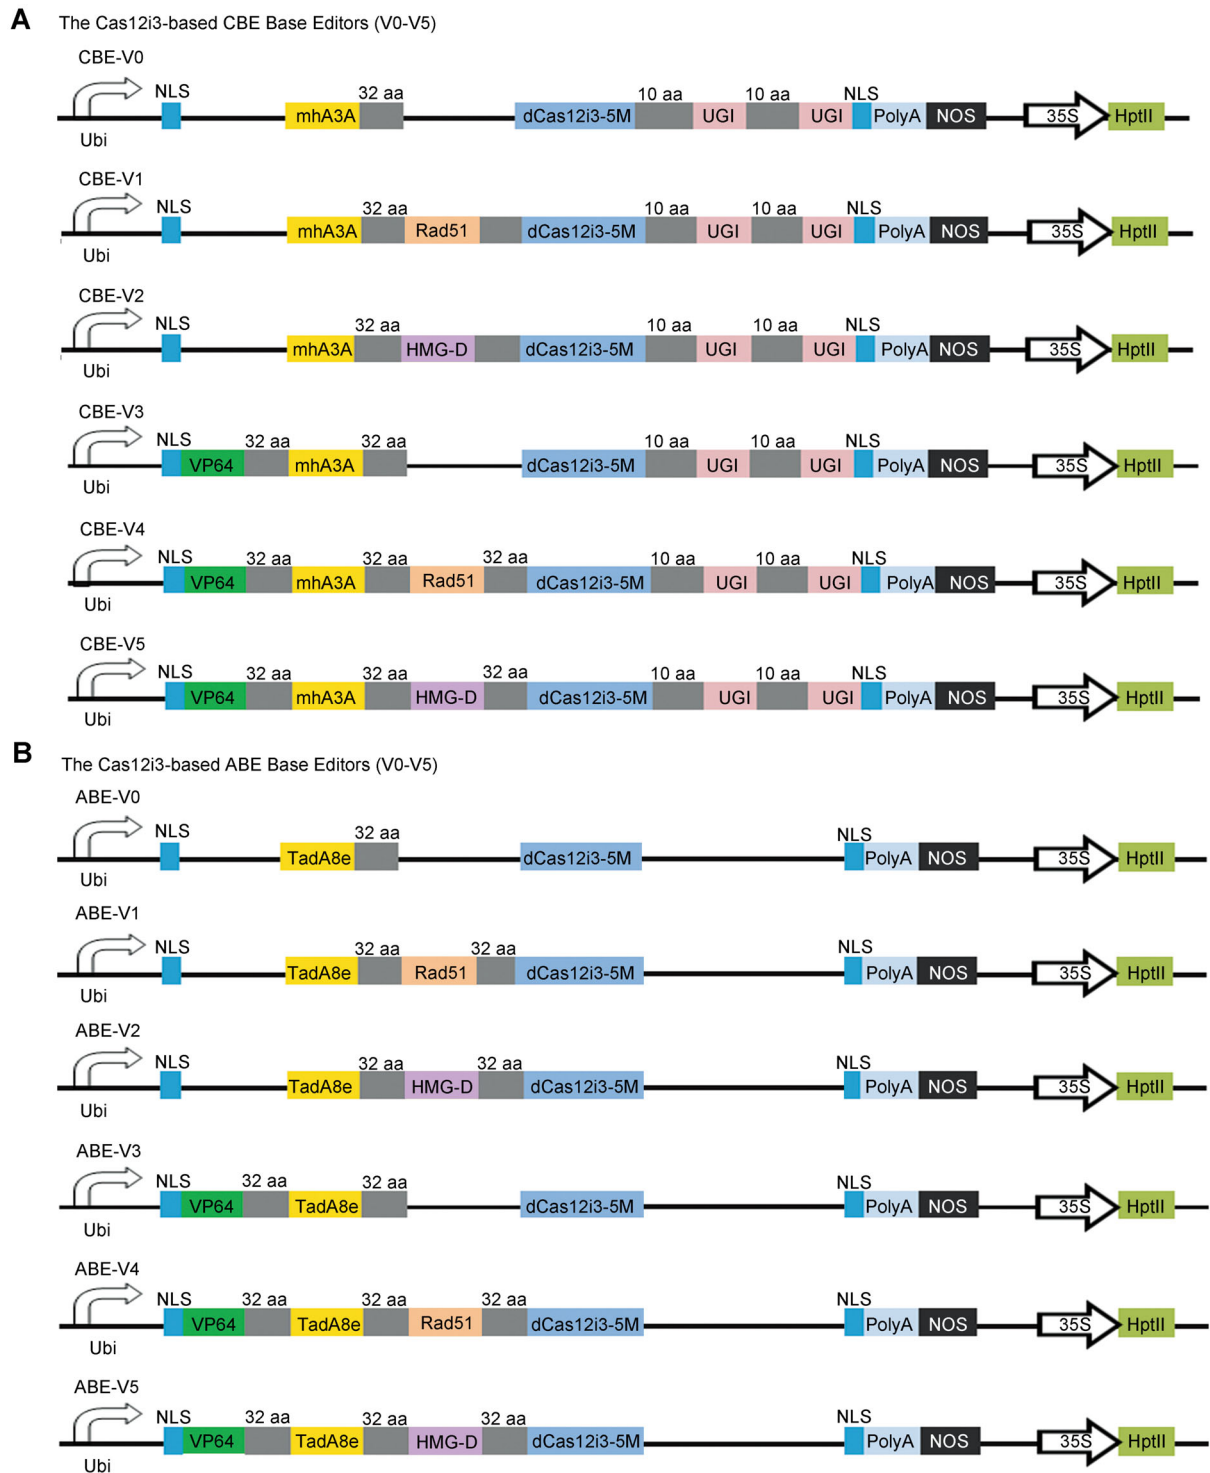 A The Cas12i3-based CBE Base Editors (V0-V5)
CBE-V0
NLS 32 aa 10 aa 10 aa NLS
mhA3A dCas12i3-5M UGI UGI PolyA NOS 35S HptII
Ubi
CBE-V1
NLS 32 aa 10 aa 10 aa NLS
mhA3A Rad51 dCas12i3-5M UGI UGI PolyA NOS 35S HptII
Ubi
CBE-V2
NLS 32 aa 10 aa 10 aa NLS
mhA3A HMG-D dCas12i3-5M UGI UGI PolyA NOS 35S HptII
Ubi
CBE-V3
NLS 32 aa 32 aa 10 aa 10 aa NLS
VP64 mhA3A dCas12i3-5M UGI UGI PolyA NOS 35S HptII
Ubi
CBE-V4
NLS 32 aa 32 aa 32 aa 10 aa 10 aa NLS
VP64 mhA3A Rad51 dCas12i3-5M UGI UGI PolyA NOS 35S HptII
Ubi
CBE-V5
NLS 32 aa 32 aa 32 aa 10 aa 10 aa NLS
VP64 mhA3A HMG-D dCas12i3-5M UGI UGI PolyA NOS 35S HptII
Ubi
B The Cas12i3-based ABE Base Editors (V0-V5)
ABE-V0
NLS 32 aa NLS
TadA8e dCas12i3-5M PolyA NOS 35S HptII
Ubi
ABE-V1
NLS 32 aa 32 aa NLS
TadA8e Rad51 dCas12i3-5M PolyA NOS 35S HptII
Ubi
ABE-V2
NLS 32 aa 32 aa NLS
TadA8e HMG-D dCas12i3-5M PolyA NOS 35S HptII
Ubi
ABE-V3
NLS 32 aa 32 aa NLS
VP64 TadA8e dCas12i3-5M PolyA NOS 35S HptII
Ubi
ABE-V4
NLS 32 aa 32 aa 32 aa NLS
VP64 TadA8e Rad51 dCas12i3-5M PolyA NOS 35S HptII
Ubi
ABE-V5
NLS 32 aa 32 aa 32 aa NLS
VP64 TadA8e HMG-D dCas12i3-5M PolyA NOS 35S HptII
Ubi